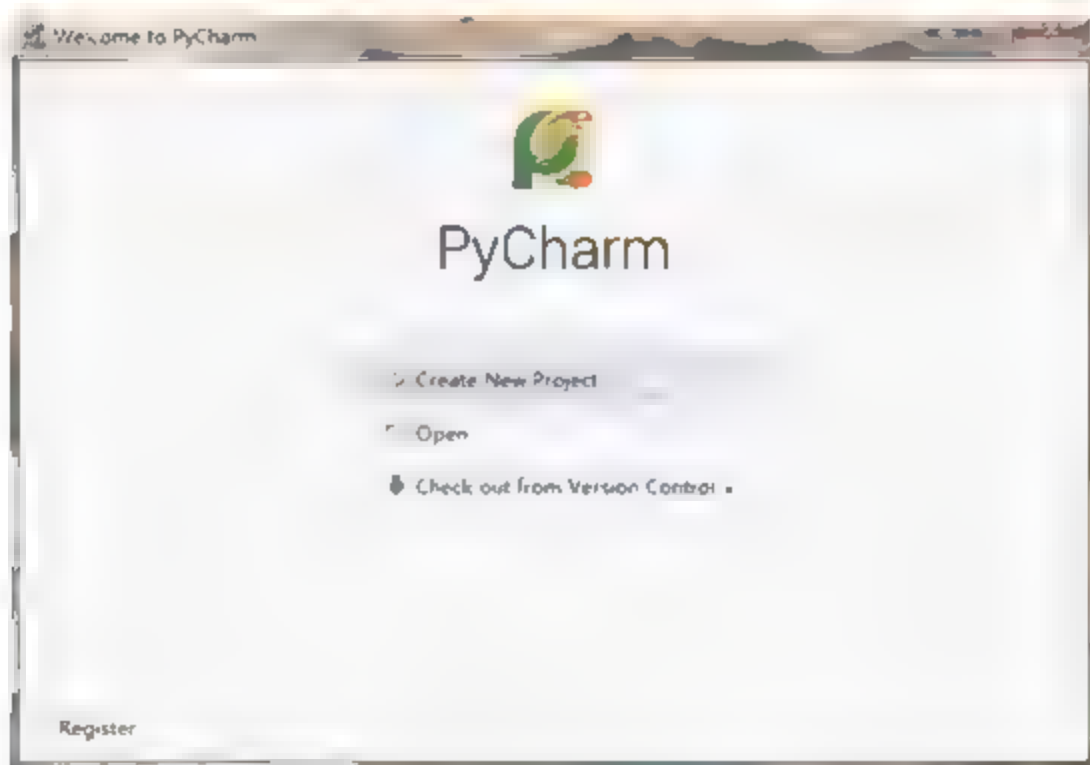 Welcome to PyCharm
PyCharm
Create New Project
Open
Check out from Version Control
Register